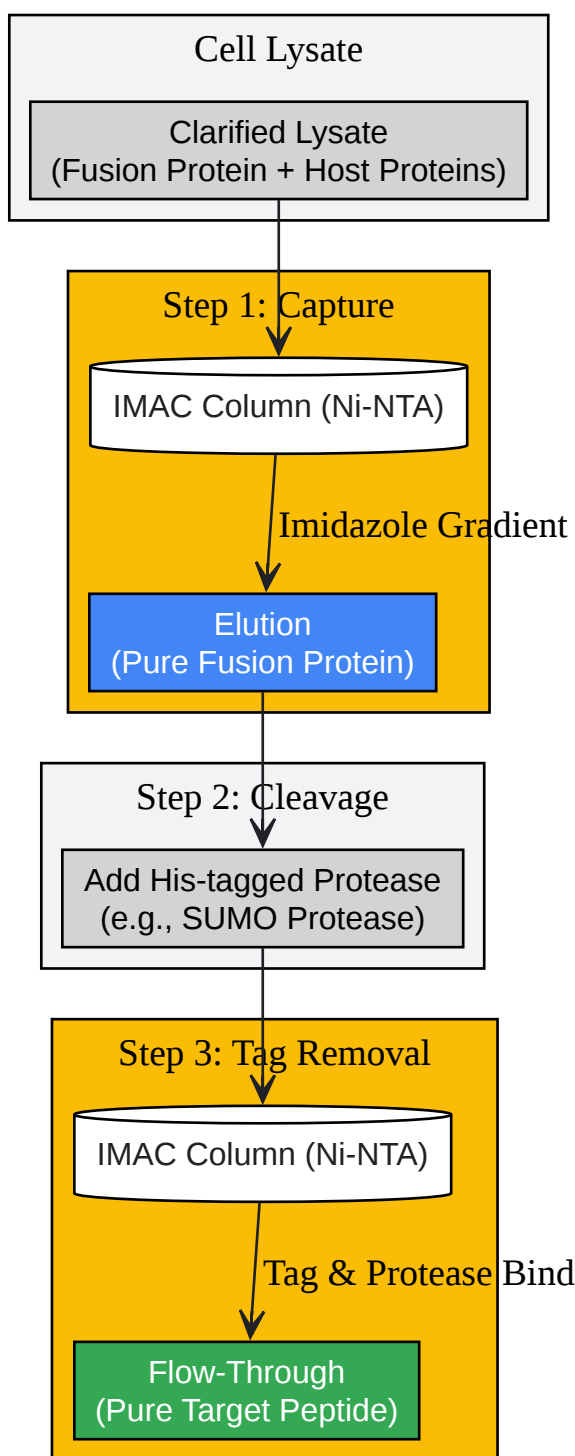 Cell Lysate
Clarified Lysate
(Fusion Protein + Host Proteins)
Step 1: Capture
IMAC Column (Ni-NTA)
Imidazole Gradient
Elution
(Pure Fusion Protein)
Step 2: Cleavage
Add His-tagged Protease
(e.g., SUMO Protease)
Step 3: Tag Removal
IMAC Column (Ni-NTA)
Tag & Protease Bind
Flow-Through
(Pure Target Peptide)